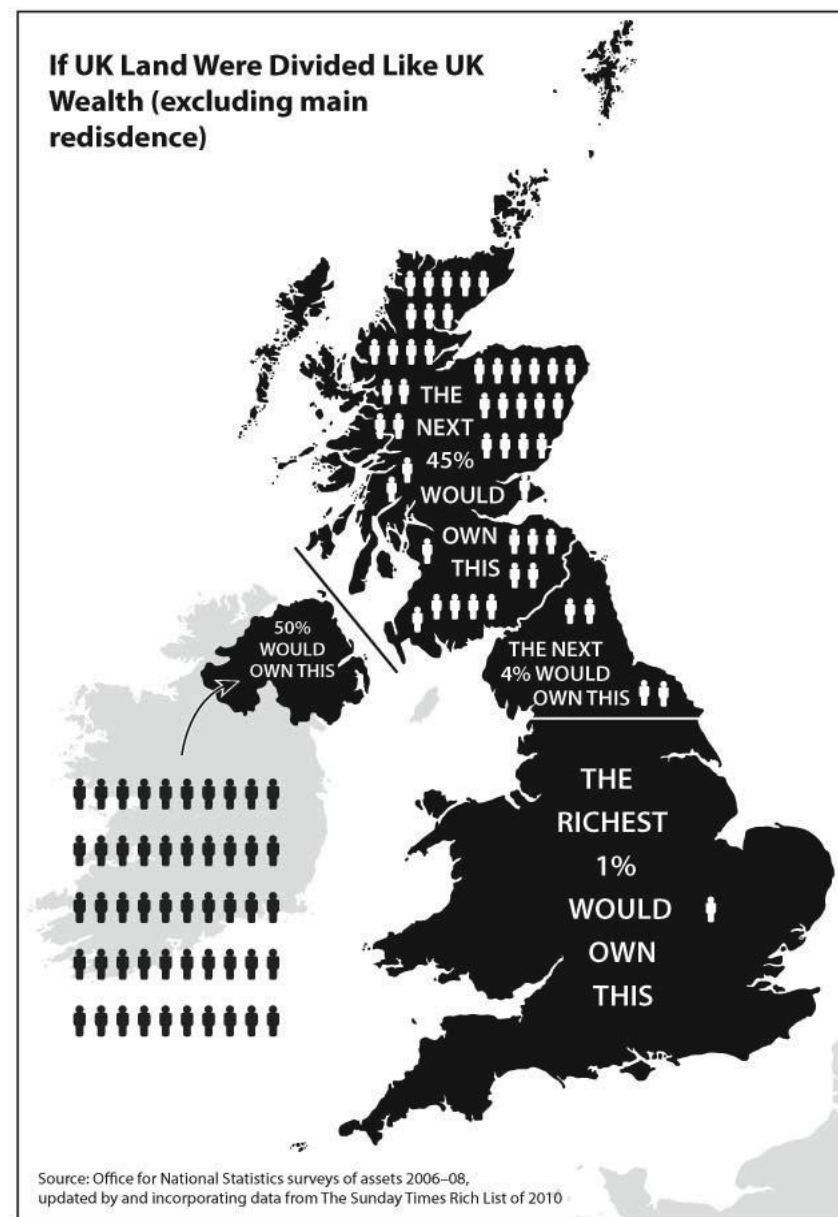 If UK Land Were Divided Like UK
Wealth (excluding main
redisdence)
THE
NEXT
45%
WOULD
OWN
THIS
50%
WOULD
OWN THIS
THE NEXT
4% WOULD
OWN THIS
THE
RICHEST
1%
WOULD
OWN
THIS
Source: Office for National Statistics surveys of assets 2006–08,
updated by and incorporating data from The Sunday Times Rich List of 2010